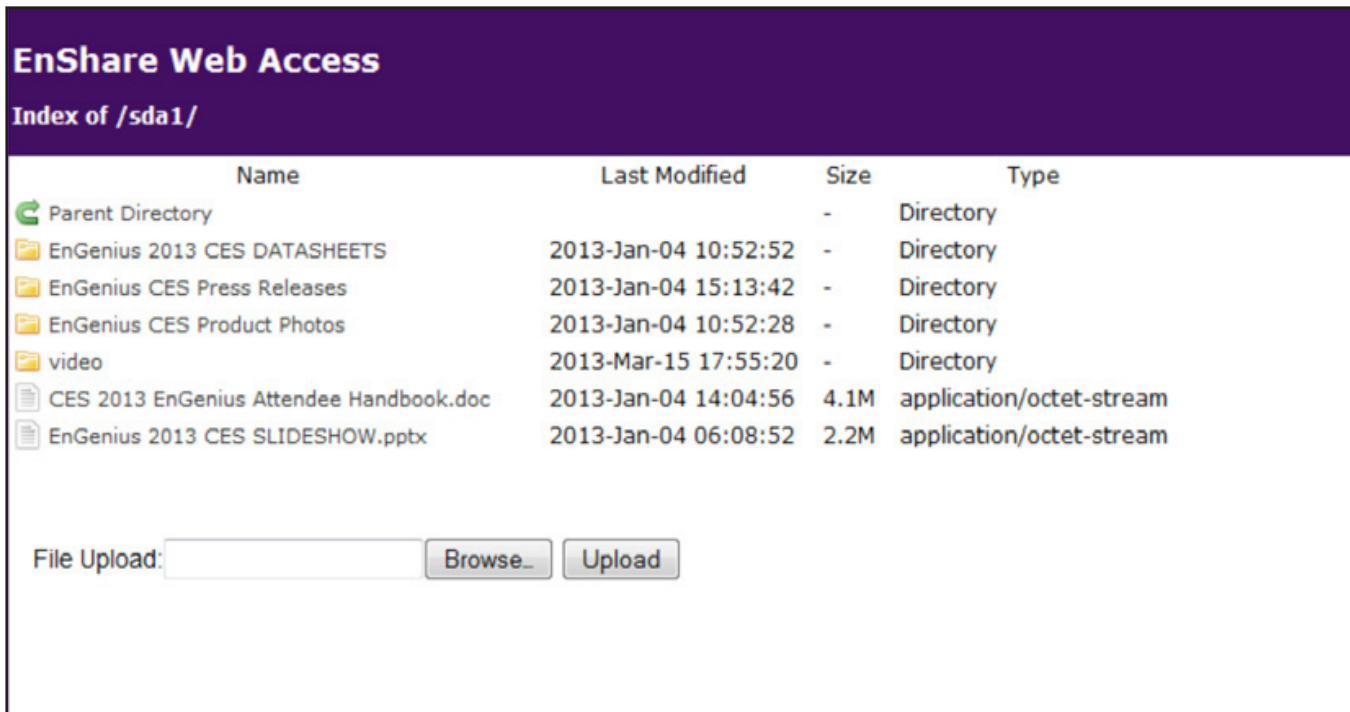 EnShare Web Access
Index of /sda1/
Name Last Modified Size Type
Parent Directory - Directory
EnGenius 2013 CES DATASHEETS 2013-Jan-04 10:52:52 - Directory
EnGenius CES Press Releases 2013-Jan-04 15:13:42 - Directory
EnGenius CES Product Photos 2013-Jan-04 10:52:28 - Directory
video 2013-Mar-15 17:55:20 - Directory
CES 2013 EnGenius Attendee Handbook.doc 2013-Jan-04 14:04:56 4.1M application/octet-stream
EnGenius 2013 CES SLIDESHOW.pptx 2013-Jan-04 06:08:52 2.2M application/octet-stream
File Upload: Browse... Upload